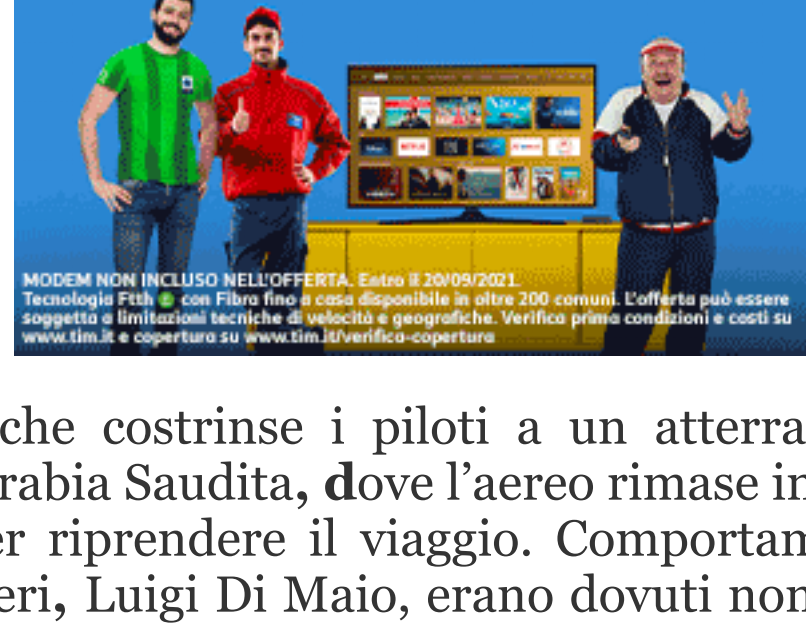 MODEM NON INCLUSO NELL'OFFERTA. Entro il 20/09/2021.
Tecnologia Ftth con Fibra fino a casa disponibile in oltre 200 comuni. L'offerta può essere
soggetta a limitazioni tecniche di velocità e geografiche. Verifica prima condizioni e costi su
www.tim.it e copertura su www.tim.it/verifica-copertura
che costrinse i piloti a un atterra
rabia Saudita, dove l'aereo rimase in
er riprendere il viaggio. Comportam
eri, Luigi Di Maio, erano dovuti non